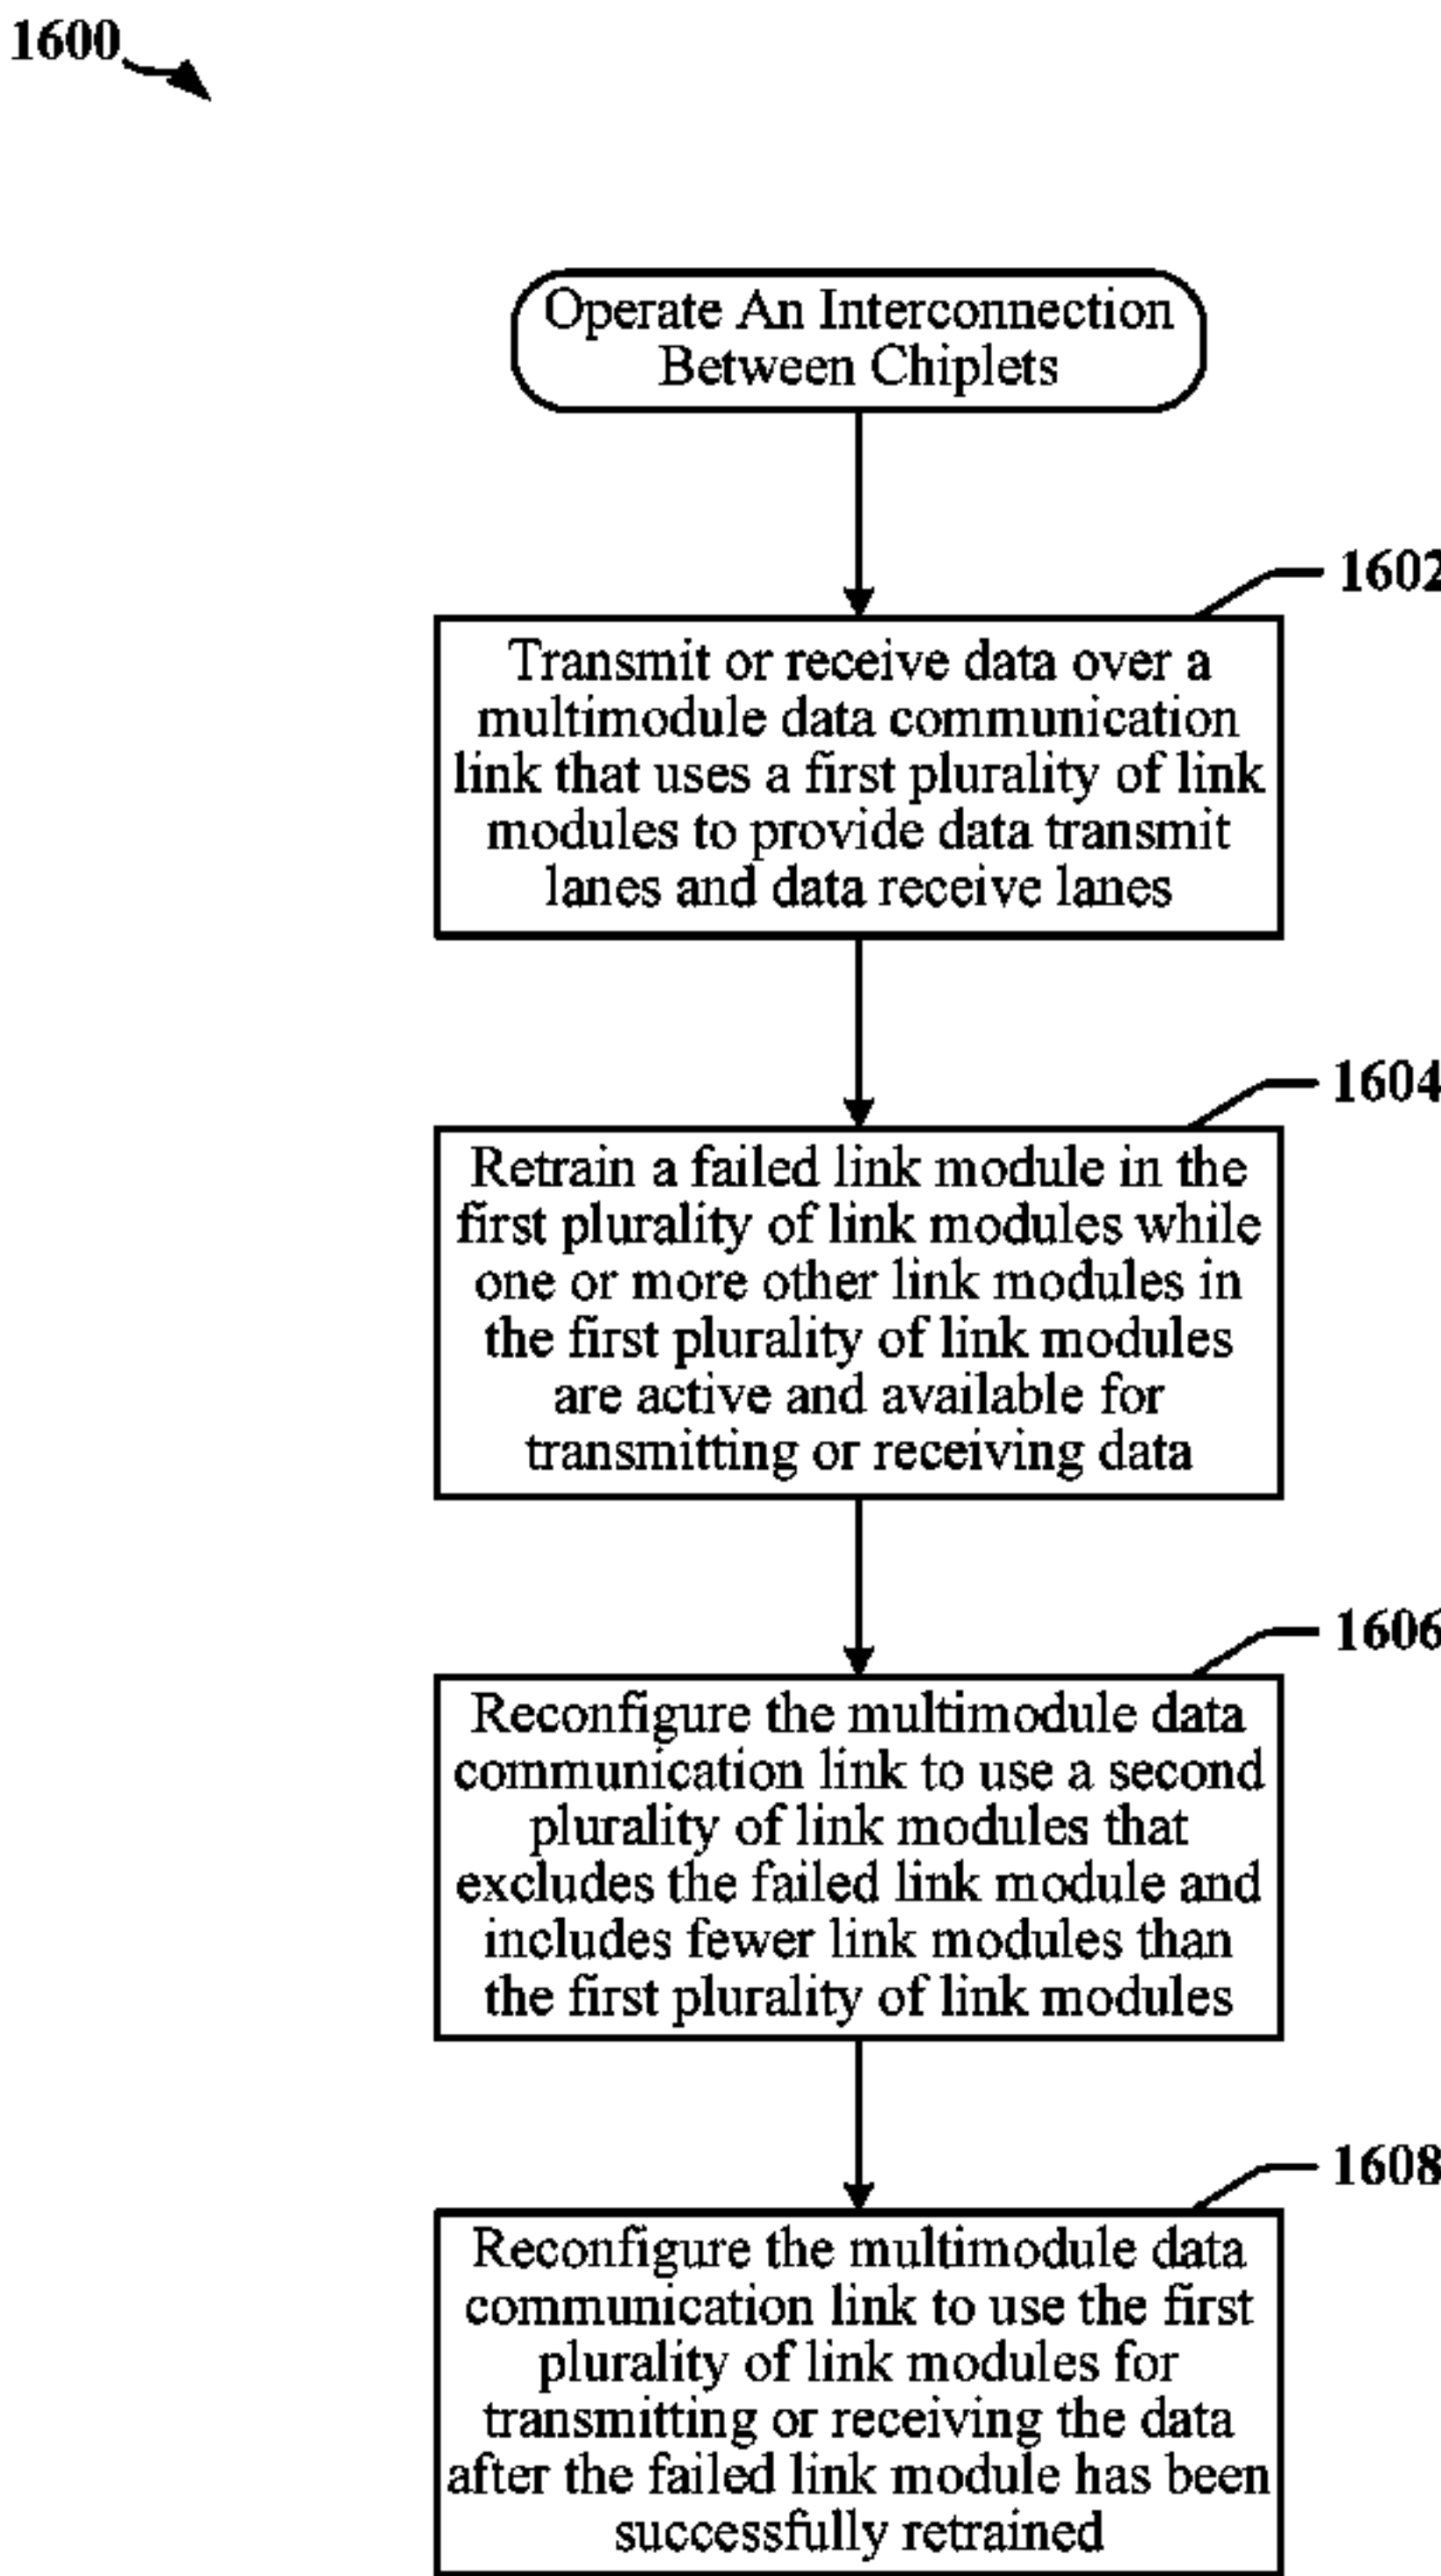 1600
Operate An Interconnection
Between Chiplets
1602
Transmit or receive data over a
multimodule data communication
link that uses a first plurality of link
modules to provide data transmit
lanes and data receive lanes
1604
Retrain a failed link module in the
first plurality of link modules while
one or more other link modules in
the first plurality of link modules
are active and available for
transmitting or receiving data
1606
Reconfigure the multimodule data
communication link to use a second
plurality of link modules that
excludes the failed link module and
includes fewer link modules than
the first plurality of link modules
1608
Reconfigure the multimodule data
communication link to use the first
plurality of link modules for
transmitting or receiving the data
after the failed link module has been
successfully retrained